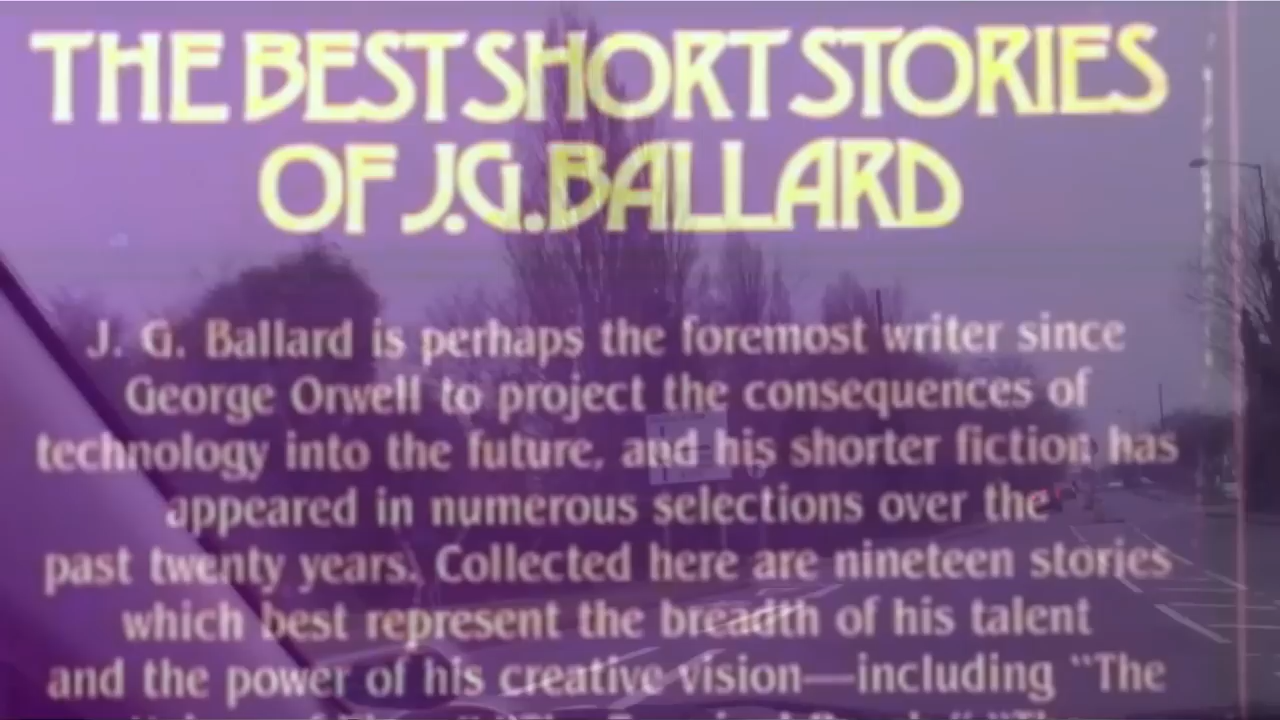 THE BEST SHORT STORIES
OF J.G. BALLARD
J. G. Ballard is perhaps the foremost writer since
George Orwell to project the consequences of
technology into the future, and his shorter fiction has
appeared in numerous selections over the
past twenty years. Collected here are nineteen stories
which best represent the breadth of his talent
and the power of his creative vision—including “The